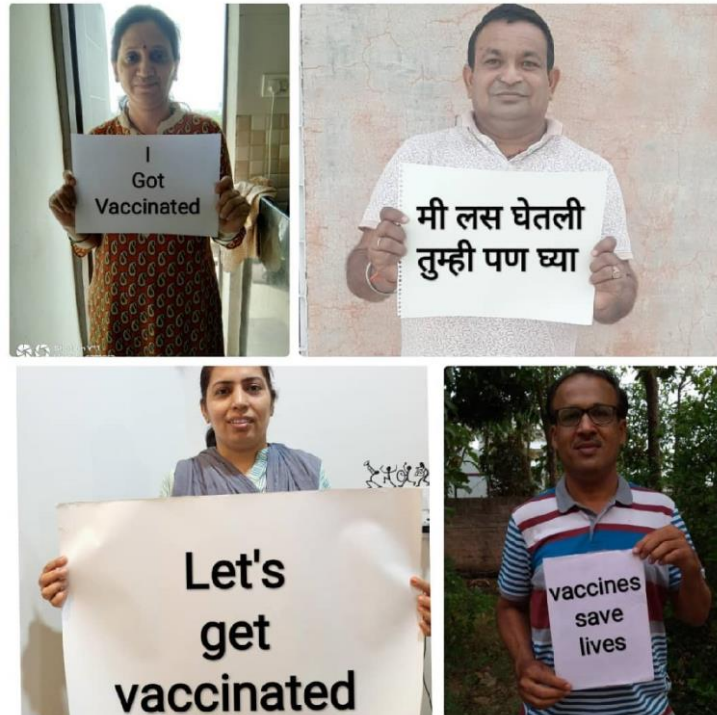 I
Got
Vaccinated
मी लस घेतली
तुम्ही पण घ्या
Let's
get
vaccinated
vaccines
save
lives